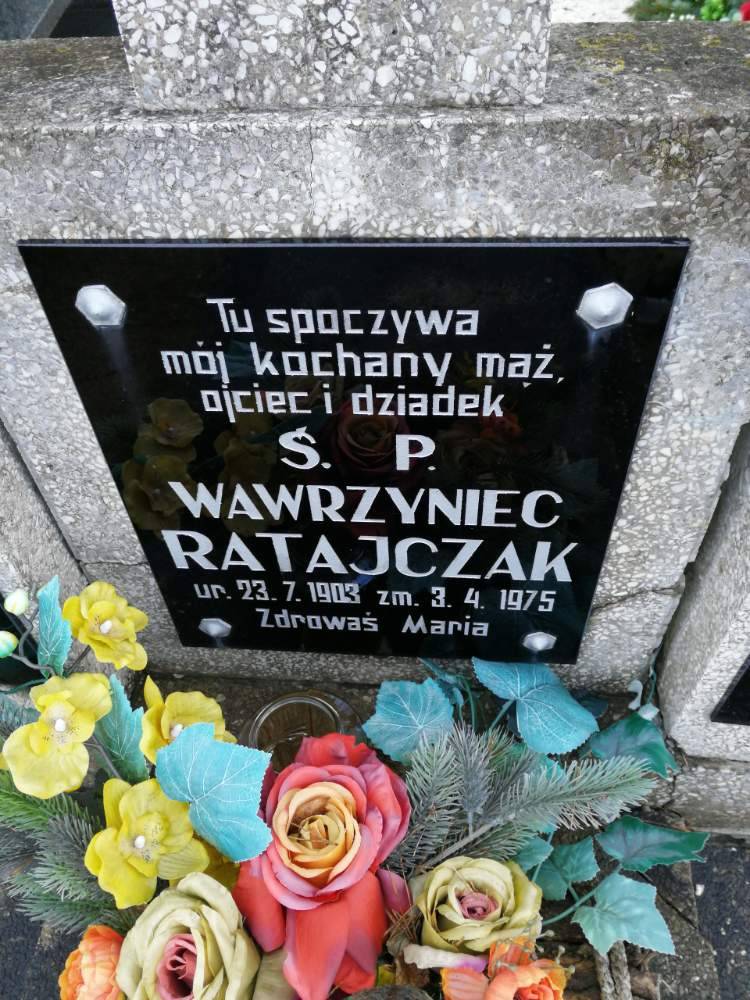 Tu spoczywa
mój kochany mąż,
ojciec i dziadek
Ś. P.
WAWRZYNIEC
RATAJCZAK
ur. 23. 7. 1903 zm. 3. 4. 1975
Zdrowaś Maria